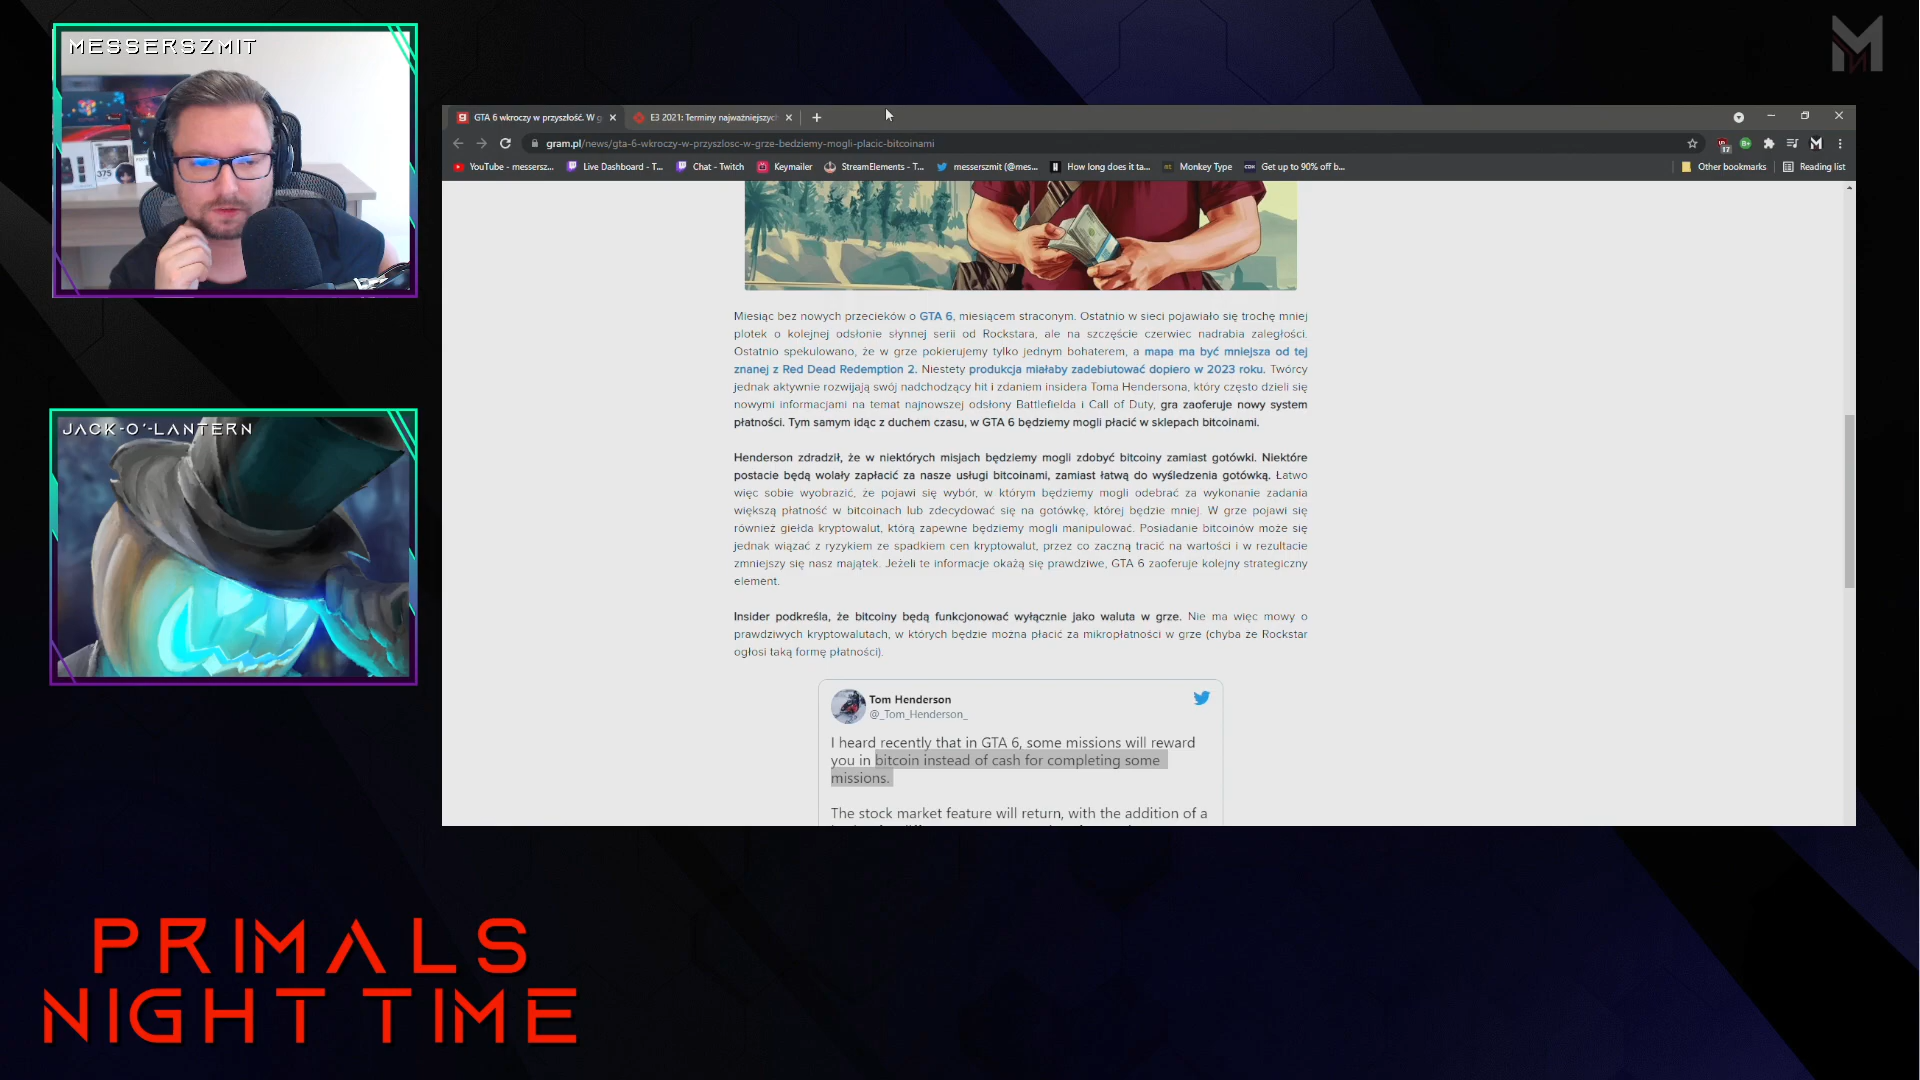 MESSERSZMIT
JACK-O'-LANTERN
PRIMALS
NIGHT TIME
GTA 6 wkroczy w przyszłość. W g
E3 2021: Terminy najważniejszych
gram.pl/news/gta-6-wkroczy-w-przyszlosc-w-grze-bedziemy-mogli-placic-bitcoinami
17
YouTube - messersz...
Live Dashboard - T...
Chat - Twitch
Keymailer
StreamElements - T...
messerszmit (@mes...
How long does it ta...
Monkey Type
Get up to 90% off b...
Other bookmarks
Reading list
Miesiąc bez nowych przecieków o GTA 6, miesiącem straconym. Ostatnio w sieci pojawiało się trochę mniej
plotek o kolejnej odsłonie słynnej serii od Rockstara, ale na szczęście czerwiec nadrabia zaległości.
Ostatnio spekulowano, że w grze pokierujemy tylko jednym bohaterem, a mapa ma być mniejsza od tej
znanej z Red Dead Redemption 2. Niestety produkcja miałaby zadebiutować dopiero w 2023 roku. Twórcy
jednak aktywnie rozwijają swój nadchodzący hit i zdaniem insidera Toma Hendersona, który często dzieli się
nowymi informacjami na temat najnowszej odsłony Battlefielda i Call of Duty, gra zaoferuje nowy system
płatności. Tym samym idąc z duchem czasu, w GTA 6 będziemy mogli płacić w sklepach bitcoinami.
Henderson zdradził, że w niektórych misjach będziemy mogli zdobyć bitcoiny zamiast gotówki. Niektóre
postacie będą wolały zapłacić za nasze usługi bitcoinami, zamiast łatwą do wyśledzenia gotówką. Łatwo
więc sobie wyobrazić, że pojawi się wybór, w którym będziemy mogli odebrać za wykonanie zadania
większą płatność w bitcoinach lub zdecydować się na gotówkę, której będzie mniej. W grze pojawi się
również giełda kryptowalut, którą zapewne będziemy mogli manipulować. Posiadanie bitcoinów może się
jednak wiązać z ryzykiem ze spadkiem cen kryptowalut, przez co zaczną tracić na wartości i w rezultacie
zmniejszy się nasz majątek. Jeżeli te informacje okażą się prawdziwe, GTA 6 zaoferuje kolejny strategiczny
element.
Insider podkreśla, że bitcoiny będą funkcjonować wyłącznie jako waluta w grze. Nie ma więc mowy o
prawdziwych kryptowalutach, w których będzie można płacić za mikropłatności w grze (chyba że Rockstar
ogłosi taką formę płatności).
Tom Henderson
@_Tom_Henderson_
I heard recently that in GTA 6, some missions will reward
you in bitcoin instead of cash for completing some
missions.
The stock market feature will return, with the addition of a